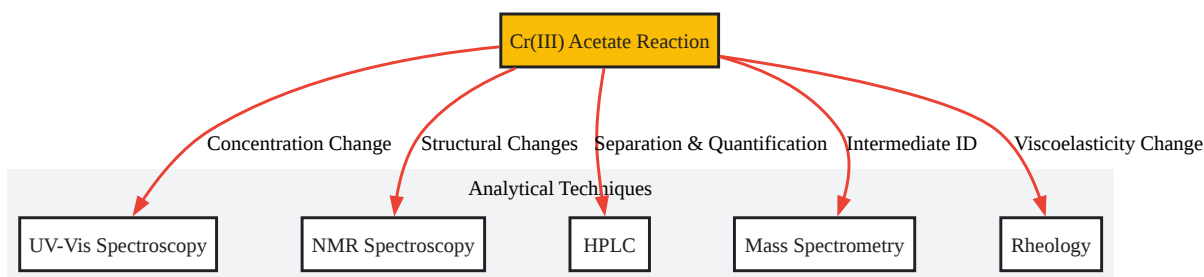 Cr(III) Acetate Reaction
Concentration Change
Structural Changes
Separation & Quantification
Intermediate ID
Viscoelasticity Change
Analytical Techniques
UV-Vis Spectroscopy
NMR Spectroscopy
HPLC
Mass Spectrometry
Rheology